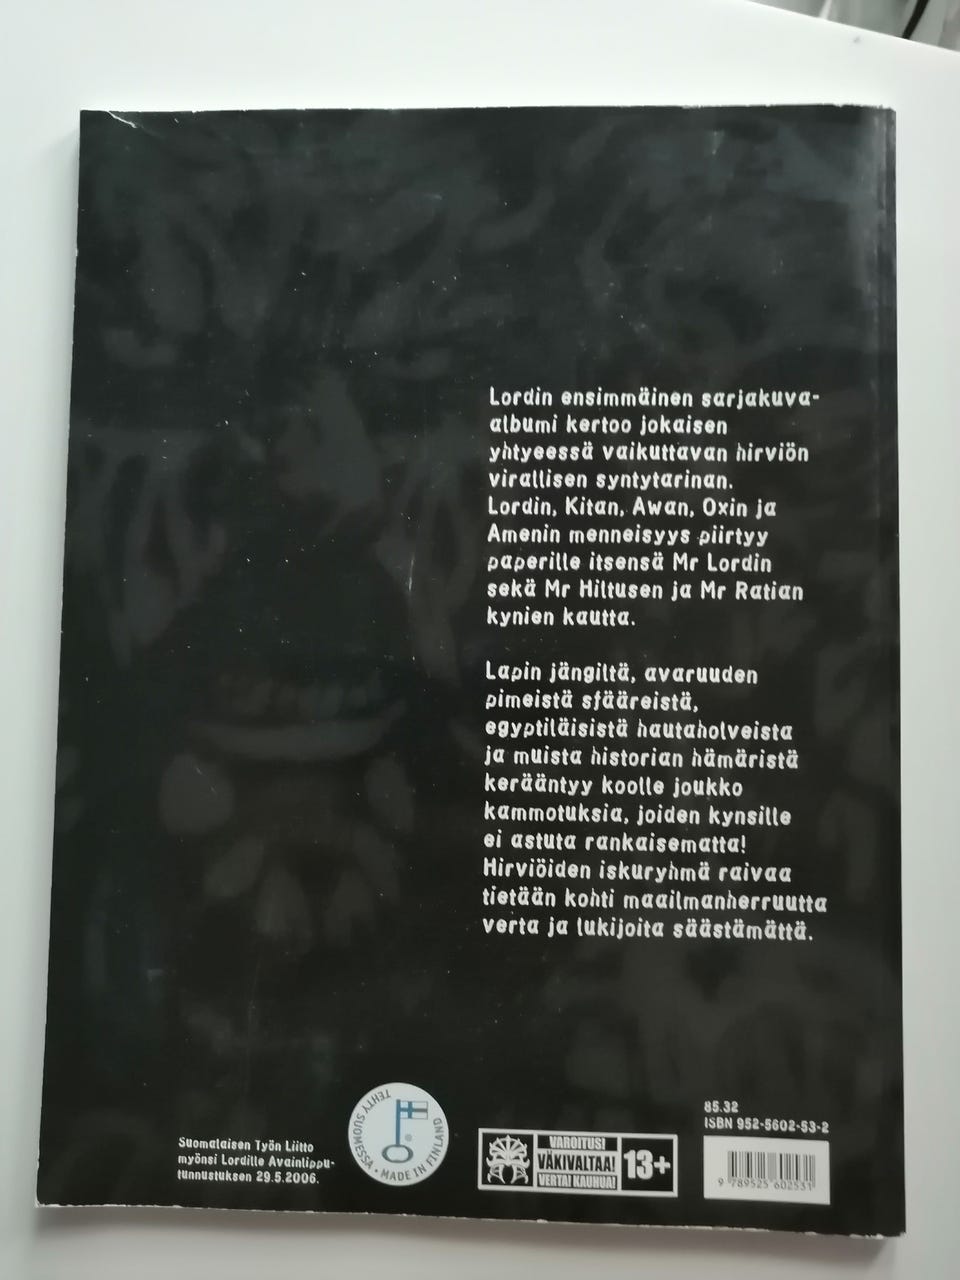 Lordin ensimmäinen sarjakuva-
albumi kertoo jokaisen
yhtyeessä vaikuttavan hirviön
virallisen syntytarinan.
Lordin, Kitan, Awan, Oxin ja
Amenin menneisyys piirtyy
paperille itsensä Mr Lordin
sekä Mr Hiltusen ja Mr Ratian
kynien kautta.
Lapin jängiltä, avaruuden
pimeistä sfääreistä,
egyptiläisistä hautaholveista
ja muista historian hämäristä
kerääntyy koolle joukko
kammotuksia, joiden kynsille
ei astuta rankaisematta!
Hirviöiden iskuryhmä raivaa
tietään kohti maailmanherruutta
verta ja lukijoita säästämättä.
Suomalaisen Työn Liitto
myönsi Lordille Avainlippu-
tunnustuksen 29.5.2006.
TEHTY SUOMESSA • MADE IN FINLAND
®
VAROITUS!
VÄKIVALTAA!
VERTA! KAUHUA!
13+
85.32
ISBN 952-5602-53-2
9 789525 602531